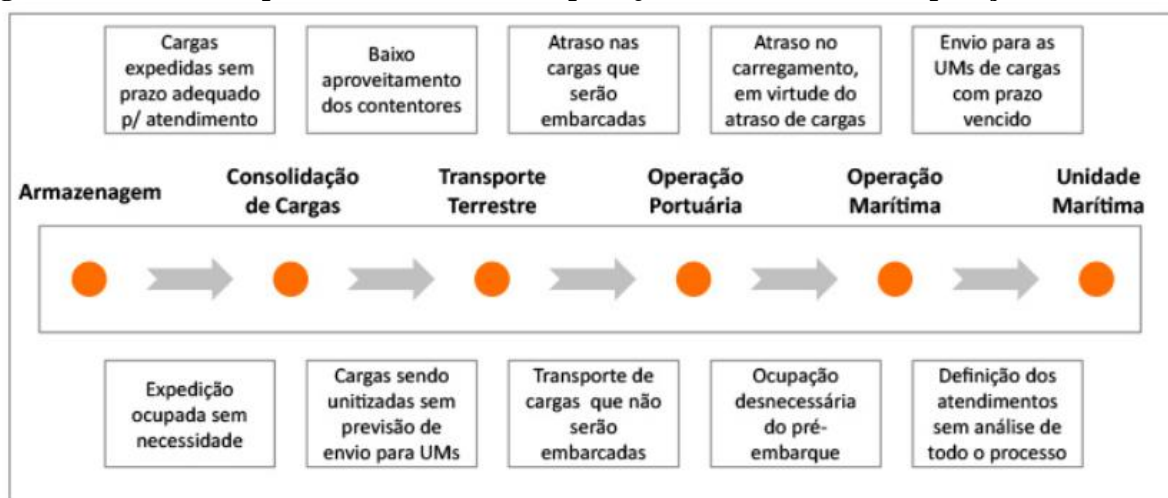 Cargas
expedidas sem
prazo adequado
p/ atendimento
Baixo
aproveitamento
dos contentores
Atraso nas
cargas que
serão
embarcadas
Atraso no
carregamento,
em virtude do
atraso de cargas
Envio para as
UMs de cargas
com prazo
vencido
Armazenagem
Consolidação
de Cargas
Transporte
Terrestre
Operação
Portuária
Operação
Marítima
Unidade
Marítima
Expedição
ocupada sem
necessidade
Cargas sendo
unitizadas sem
previsão de
envio para UMs
Transporte de
cargas que não
serão
embarcadas
Ocupação
desnecessária
do pré-
embarque
Definição dos
atendimentos
sem análise de
todo o processo